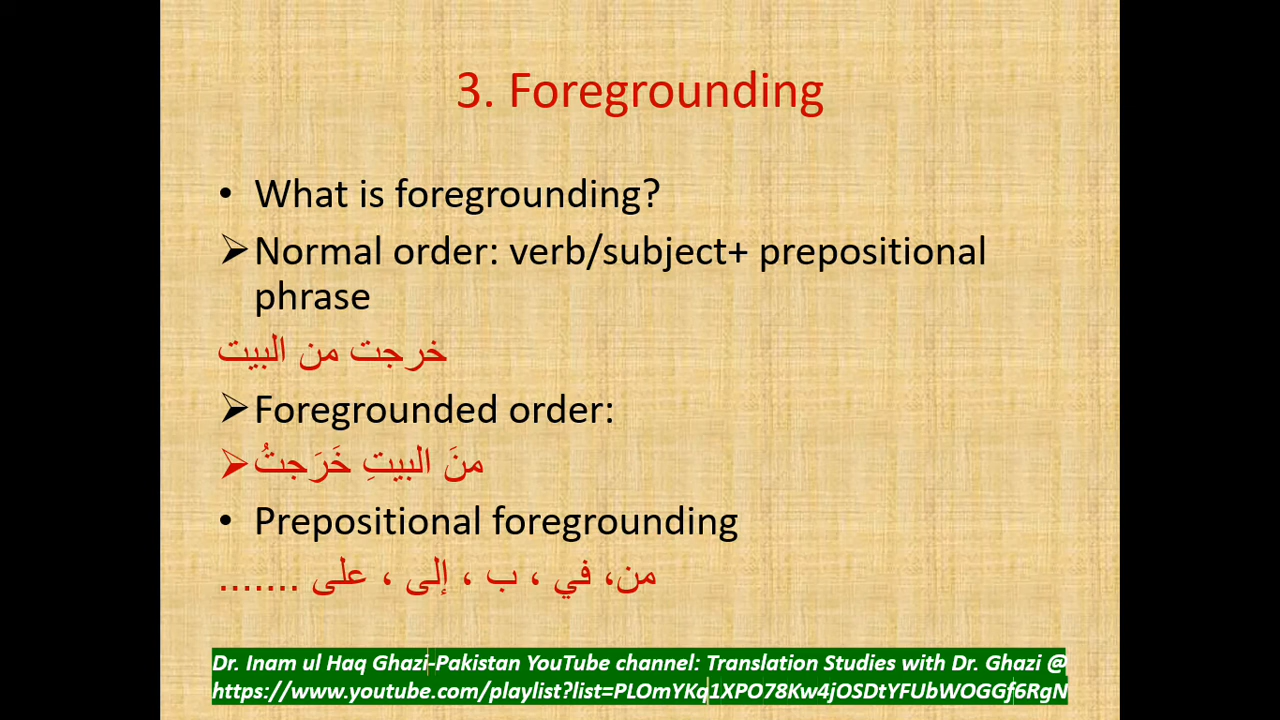 3. Foregrounding
• What is foregrounding?
➢ Normal order: verb/subject+ prepositional
phrase
خرجت من البيت
➢ Foregrounded order:
➢ منَ البيتِ خَرَجتُ
• Prepositional foregrounding
من، في ، ب ، إلى ، على .......
Dr. Inam ul Haq Ghazi-Pakistan YouTube channel: Translation Studies with Dr. Ghazi @
https://www.youtube.com/playlist?list=PLOmYKq1XPO78Kw4jOSDtYFUbWOGGf6RgN